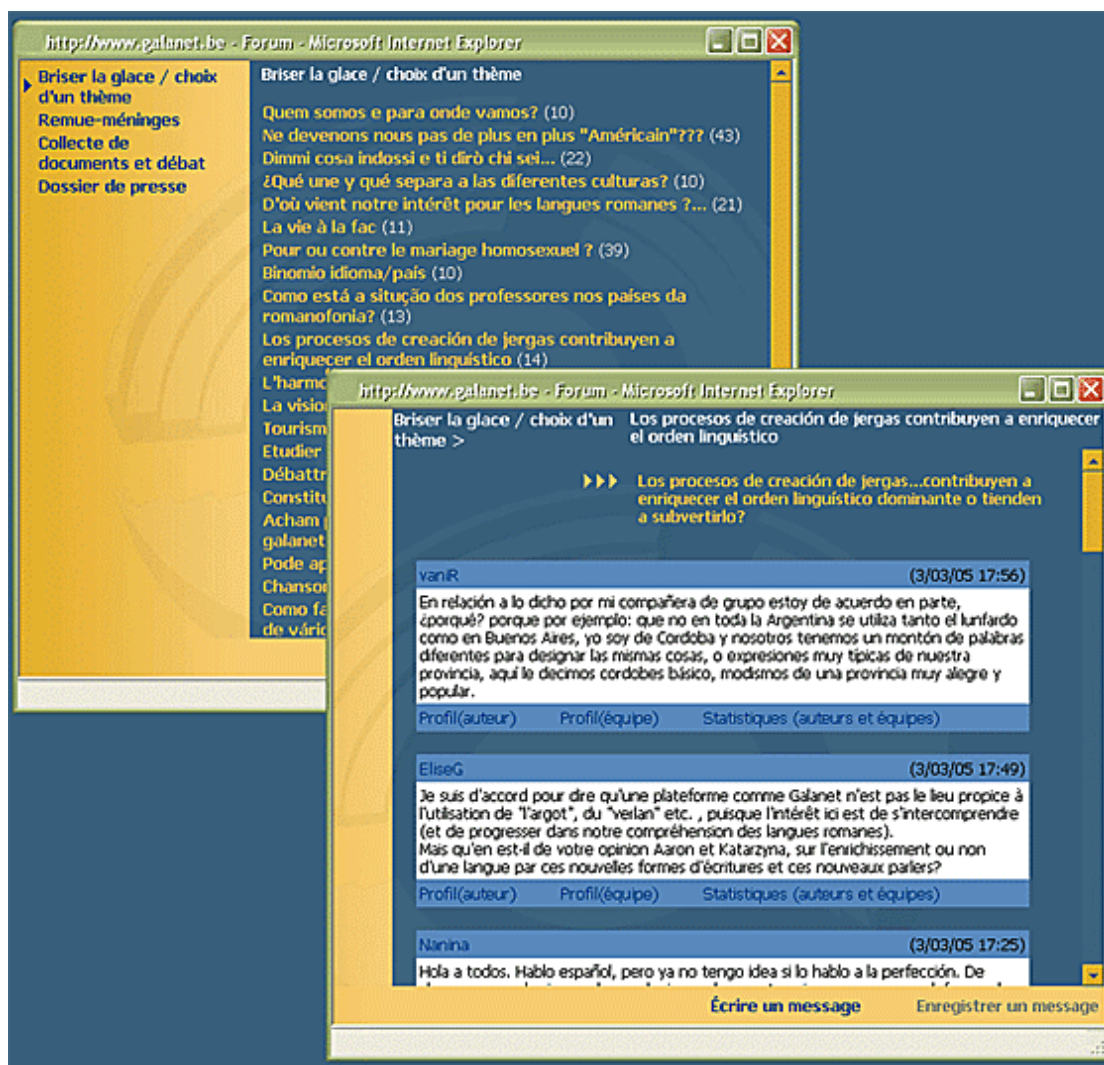 http://www.galanet.be - Forum - Microsoft Internet Explorer
Briser la glace / choix
d'un thème
Remue-méninges
Collecte de
documents et débat
Dossier de presse
Briser la glace / choix d'un thème
Quem somos e para onde vamos? (10)
Ne devenons nous pas de plus en plus "Américain"??? (43)
Dimmi cosa indossi e ti dirò chi sei... (22)
¿Qué une y qué separa a las diferentes culturas? (10)
D'où vient notre intérêt pour les langues romanes ?... (21)
La vie à la fac (11)
Pour ou contre le mariage homosexuel ? (39)
Binomio idioma/país (10)
Como está a situção dos professores nos países da
romanofonia? (13)
Los procesos de creación de jergas contribuyen a
enriquecer el orden linguístico (14)
La
Etudier
galanet
de
http://www.galanet.be - Forum - Microsoft Internet Explorer
Briser la glace / choix d'un
thème >
Los procesos de creación de jergas contribuyen a enriquecer
el orden linguístico
Los procesos de creación de jergas...contribuyen a
enriquecer el orden linguístico dominante o tienden
a subvertirlo?
vaniR (3/03/05 17:56)
En relación a lo dicho por mi compañera de grupo estoy de acuerdo en parte,
¿porqué? porque por ejemplo: que no en toda la Argentina se utiliza tanto el lunfardo
como en Buenos Aires, yo soy de Cordoba y nosotros tenemos un montón de palabras
diferentes para designar las mismas cosas, o expresiones muy típicas de nuestra
provincia, aquí le decimos cordobes básico, modismos de una provincia muy alegre y
popular.
Profil(auteur) Profil(équipe) Statistiques (auteurs et équipes)
EliseG (3/03/05 17:49)
Je suis d'accord pour dire qu'une plateforme comme Galanet n'est pas le lieu propice à
l'utilisation de "l'argot", du "verlan" etc. , puisque l'intérêt ici est de s'intercomprendre
(et de progresser dans notre compréhension des langues romanes).
Mais qu'en est-il de votre opinion Aaron et Katarzyna, sur l'enrichissement ou non
d'une langue par ces nouvelles formes d'écritures et ces nouveaux parlers?
Profil(auteur) Profil(équipe) Statistiques (auteurs et équipes)
Nanina (3/03/05 17:25)
Hola a todos. Hablo español, pero ya no tengo idea si lo hablo a la perfección. De
Écrire un message Enregistrer un message